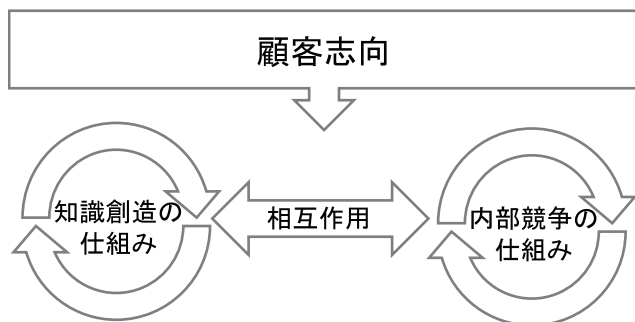 顧客志向
知識創造の
仕組み
相互作用
内部競争の
仕組み